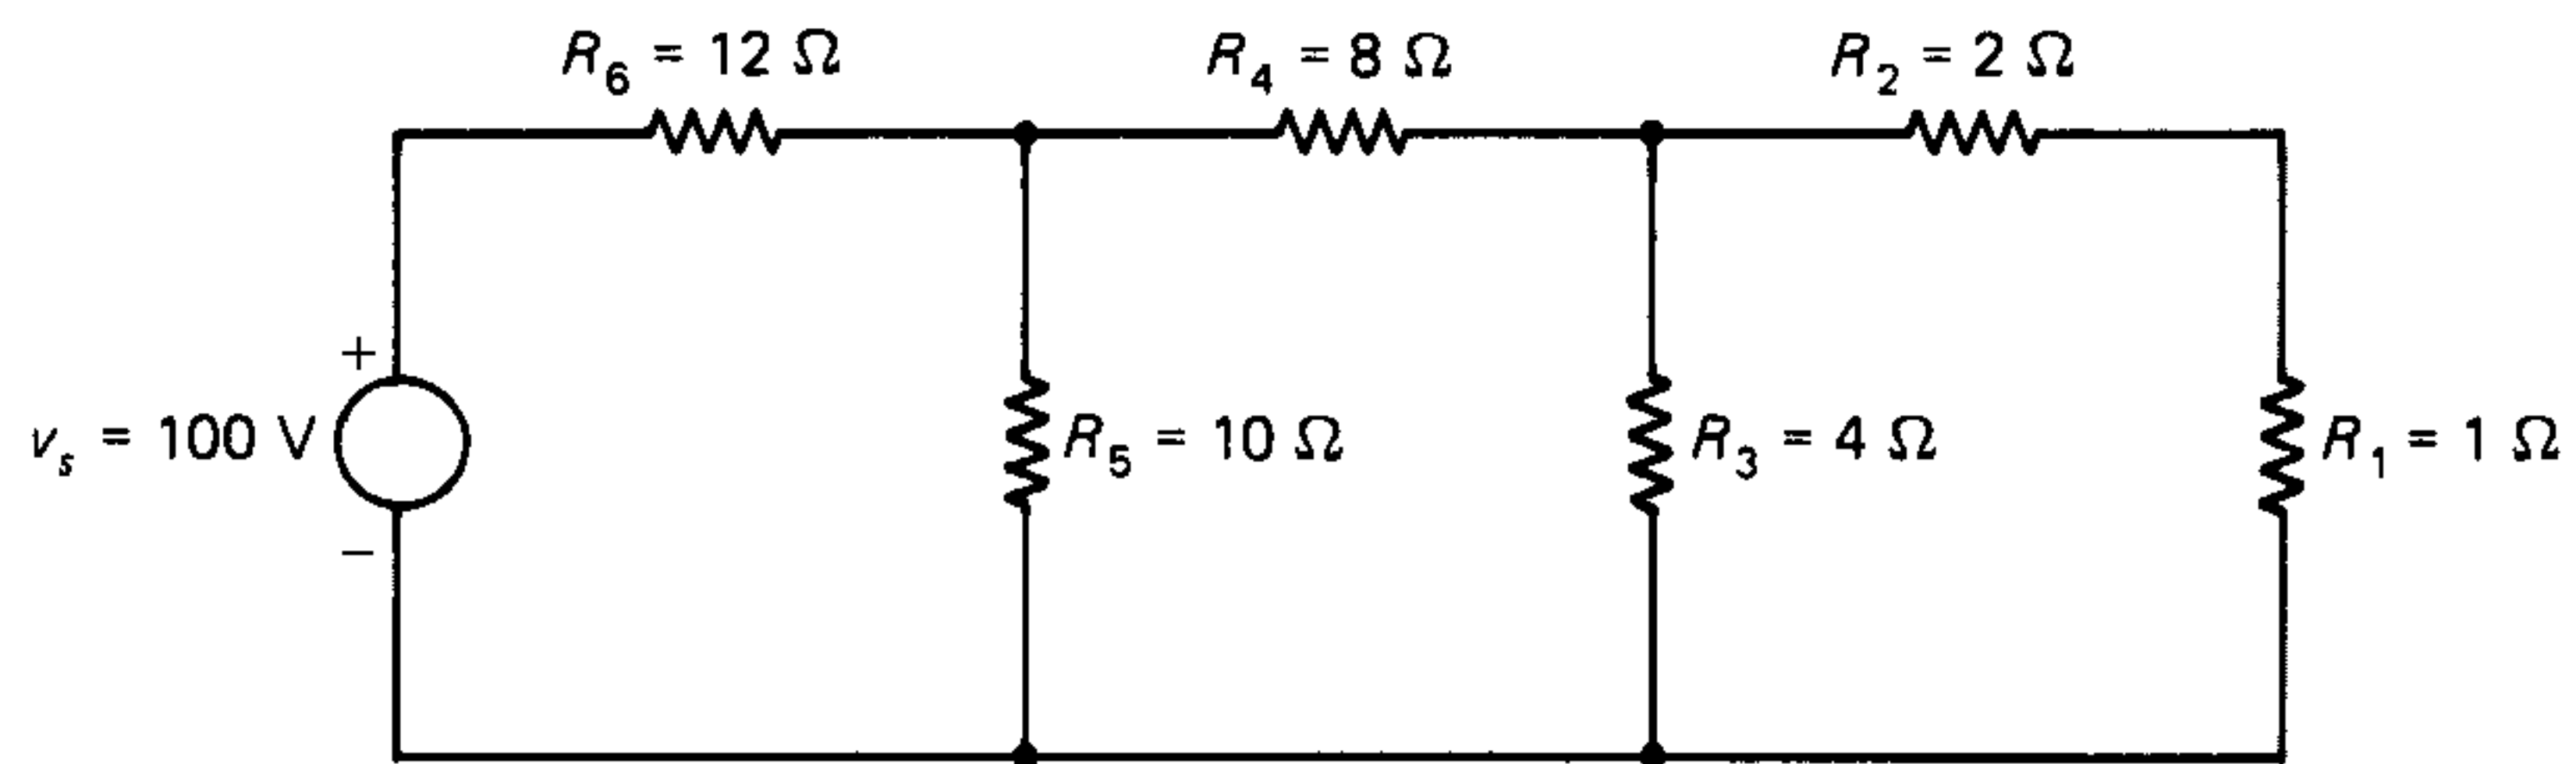 R₆ = 12 Ω
R₄ = 8 Ω
R₂ = 2 Ω
+
vₛ = 100 V
R₅ = 10 Ω
R₃ = 4 Ω
R₁ = 1 Ω
−